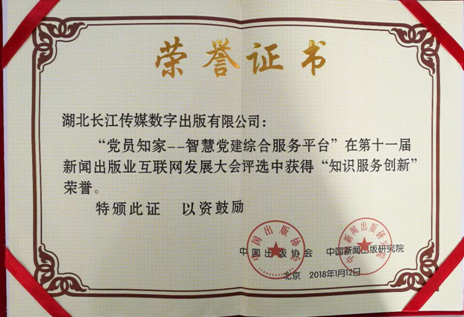 荣誉证书
湖北长江传媒数字出版有限公司：
“党员知家--智慧党建综合服务平台”在第十一届
新闻出版业互联网发展大会评选中获得“知识服务创新”
荣誉。
特颁此证 以资鼓励
中国出版协会 中国新闻出版研究院
北京 2018年1月12日